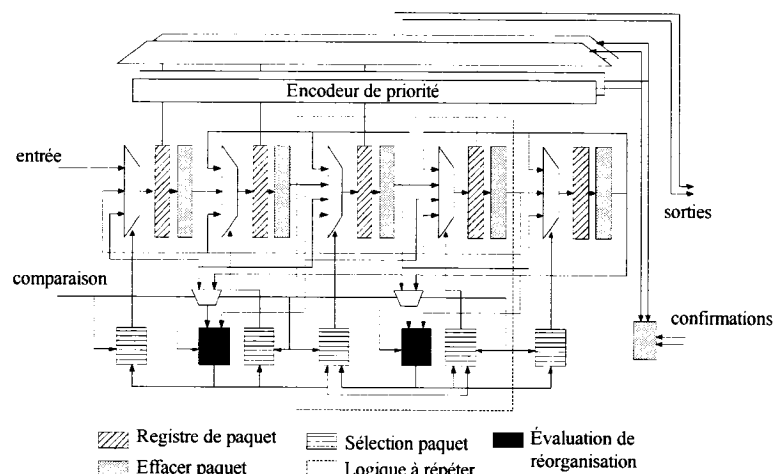 Encodeur de priorité
entrée
sorties
comparaison
confirmations
Registre de paquet
Sélection paquet
Évaluation de
réorganisation
Effacer paquet
Logique à répéter